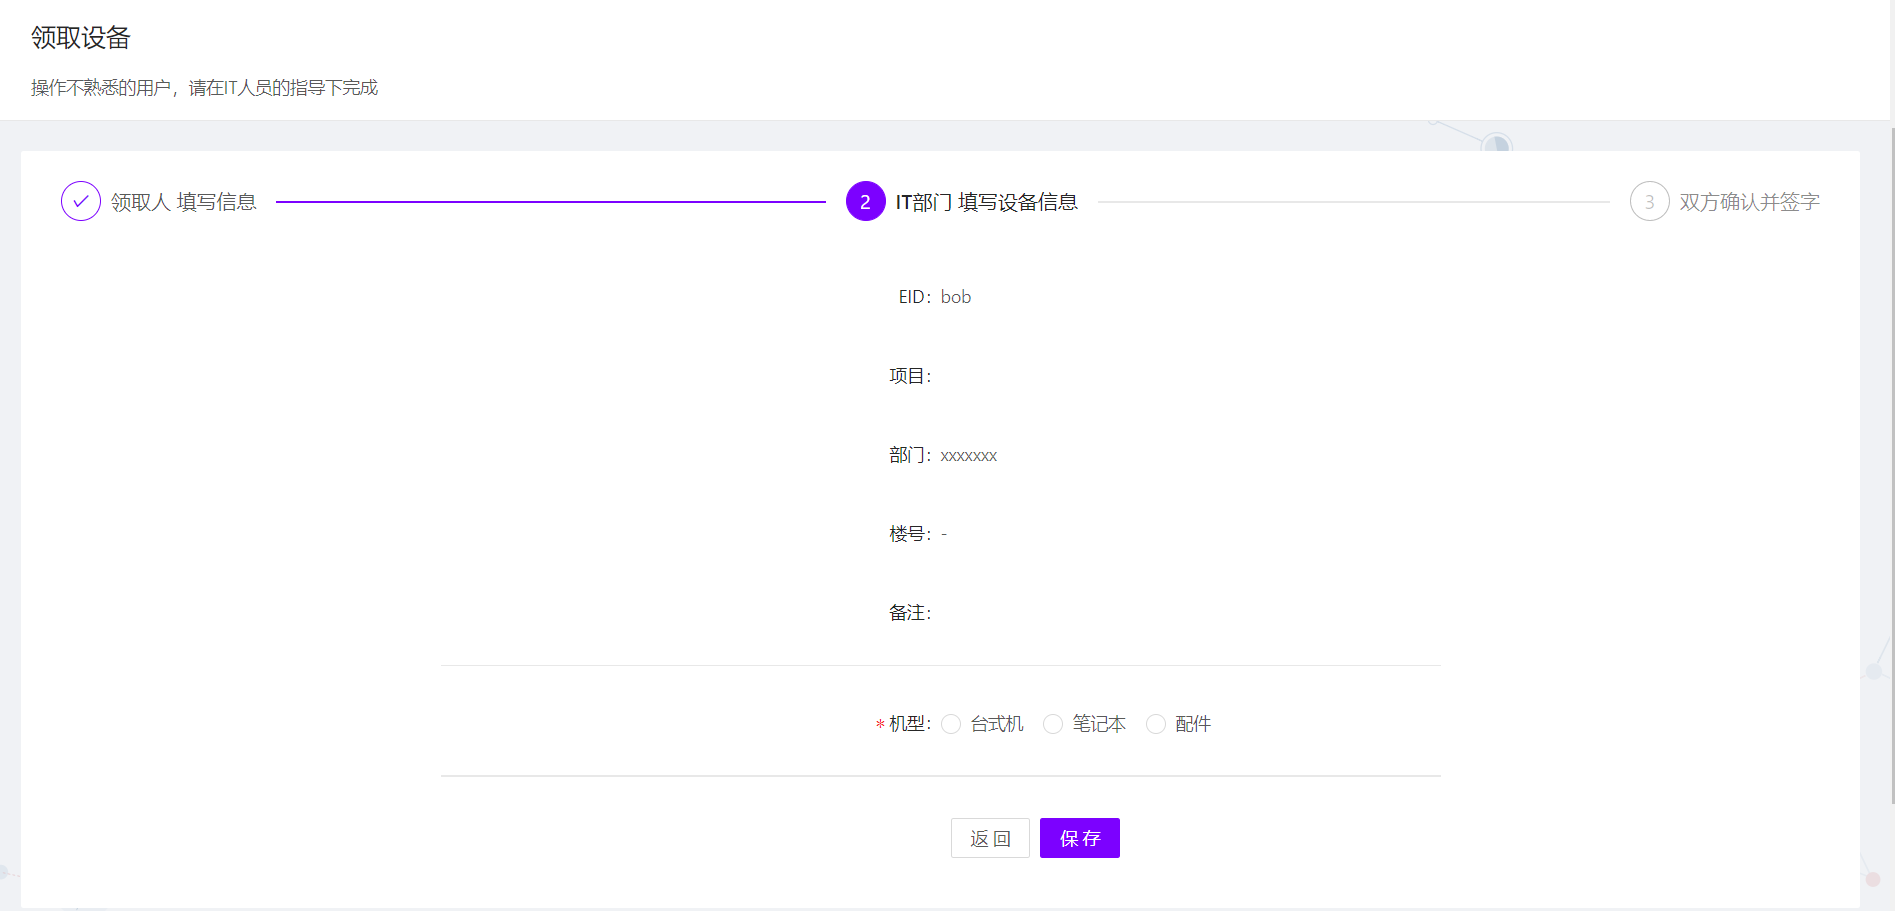 领取设备
操作不熟悉的用户，请在IT人员的指导下完成
领取人 填写信息
2 IT部门 填写设备信息
3 双方确认并签字
EID：bob
项目：
部门：xxxxxxx
楼号：-
备注：
* 机型： 台式机 笔记本 配件
返 回 保 存